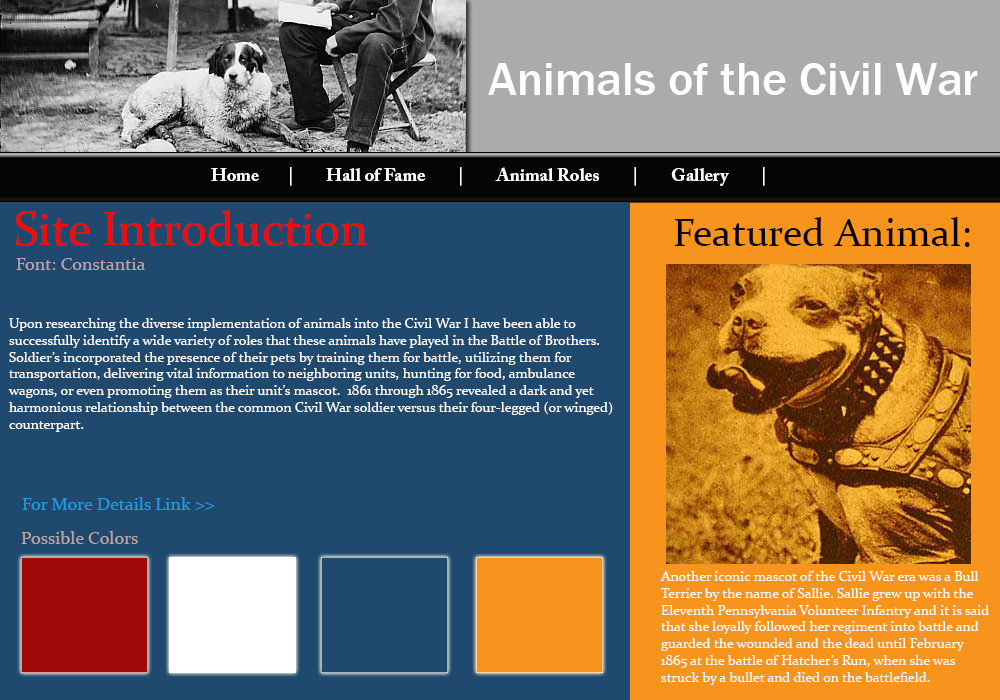 Animals of the Civil War
Home | Hall of Fame | Animal Roles | Gallery |
Site Introduction
Font: Constantia
Upon researching the diverse implementation of animals into the Civil War I have been able to
successfully identify a wide variety of roles that these animals have played in the Battle of Brothers.
Soldier's incorporated the presence of their pets by training them for battle, utilizing them for
transportation, delivering vital information to neighboring units, hunting for food, ambulance
wagons, or even promoting them as their unit's mascot.  1861 through 1865 revealed a dark and yet
harmonious relationship between the common Civil War soldier versus their four-legged (or winged)
counterpart.
For More Details Link >>
Possible Colors
Featured Animal:
Another iconic mascot of the Civil War era was a Bull
Terrier by the name of Sallie. Sallie grew up with the
Eleventh Pennsylvania Volunteer Infantry and it is said
that she loyally followed her regiment into battle and
guarded the wounded and the dead until February
1865 at the battle of Hatcher's Run, when she was
struck by a bullet and died on the battlefield.